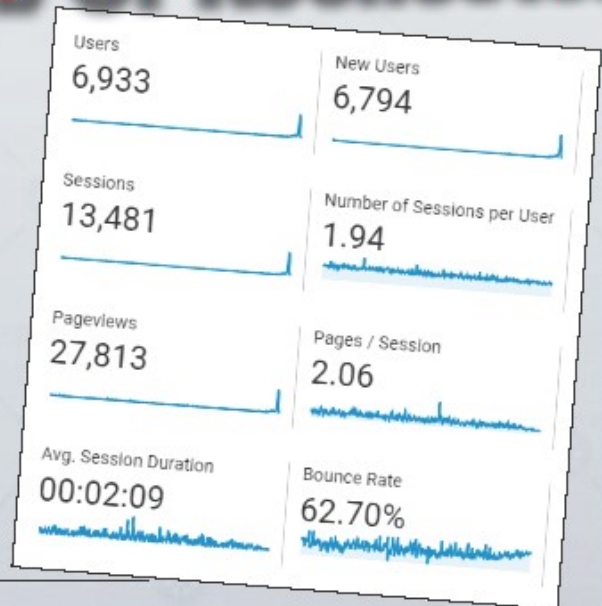 Users
6,933
New Users
6,794
Sessions
13,481
Number of Sessions per User
1.94
Pageviews
27,813
Pages / Session
2.06
Avg. Session Duration
00:02:09
Bounce Rate
62.70%